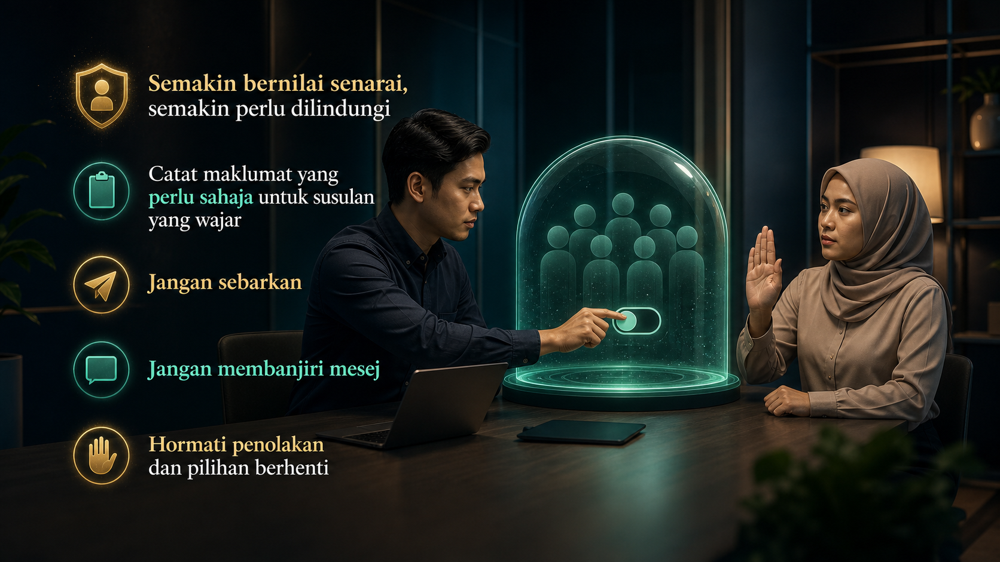 Semakin bernilai senarai,
semakin perlu dilindungi
Catat maklumat yang
perlu sahaja untuk susulan
yang wajar
Jangan sebarkan
Jangan membanjiri mesej
Hormati penolakan
dan pilihan berhenti